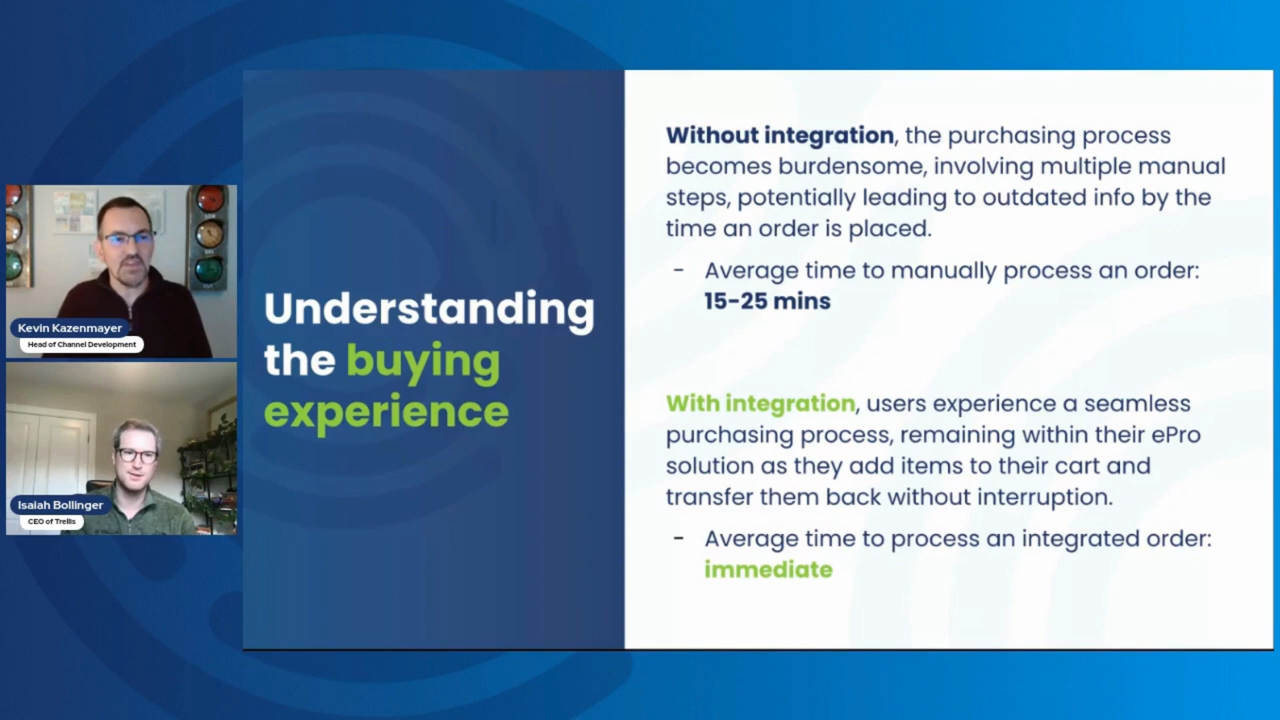 Kevin Kazenmayer
Head of Channel Development
Isaiah Bollinger
CEO of Trellis
Understanding
the buying
experience
Without integration, the purchasing process
becomes burdensome, involving multiple manual
steps, potentially leading to outdated info by the
time an order is placed.
- Average time to manually process an order:
15-25 mins
With integration, users experience a seamless
purchasing process, remaining within their ePro
solution as they add items to their cart and
transfer them back without interruption.
- Average time to process an integrated order:
immediate